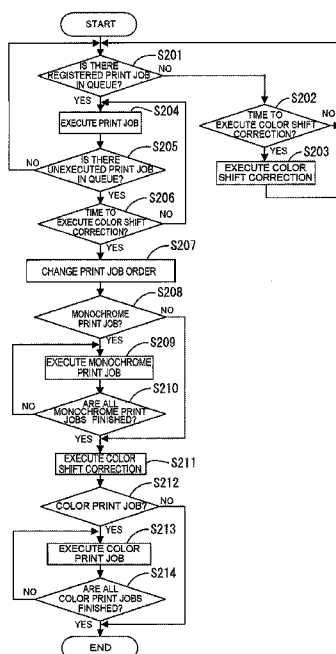 START
S201
IS THERE
REGISTERED PRINT JOB
IN QUEUE?
NO
YES
S202
TIME TO
EXECUTE COLOR SHIFT
CORRECTION?
NO
YES
S203
EXECUTE COLOR
SHIFT CORRECTION
S204
EXECUTE PRINT JOB
S205
IS THERE
UNEXECUTED PRINT JOB
IN QUEUE?
NO
YES
S206
TIME TO
EXECUTE COLOR SHIFT
CORRECTION?
NO
YES
S207
CHANGE PRINT JOB ORDER
S208
MONOCHROME
PRINT JOB?
NO
YES
S209
EXECUTE MONOCHROME
PRINT JOB
S210
ARE ALL
MONOCHROME PRINT
JOBS FINISHED?
NO
YES
EXECUTE COLOR
SHIFT CORRECTION
S211
S212
COLOR PRINT JOB?
NO
YES
S213
EXECUTE COLOR
PRINT JOB
S214
ARE ALL
COLOR PRINT JOBS
FINISHED?
NO
YES
END